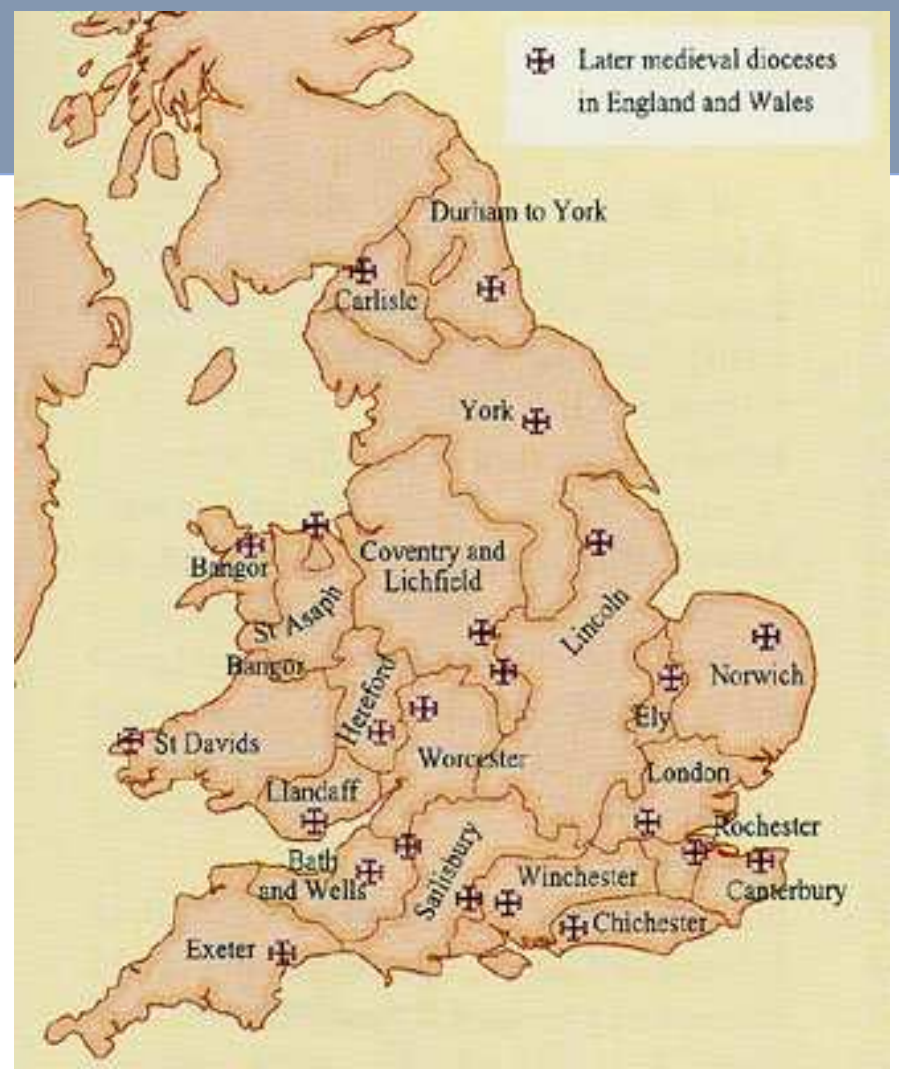 Later medieval dioceses
in England and Wales
Durham to York
Carlisle
York
Bangor
St Asaph
Coventry and
Lichfield
Lincoln
Norwich
Bangor
Hereford
Ely
St Davids
Worcester
London
Llandaff
Rochester
Bath
and Wells
Salisbury
Winchester
Canterbury
Chichester
Exeter